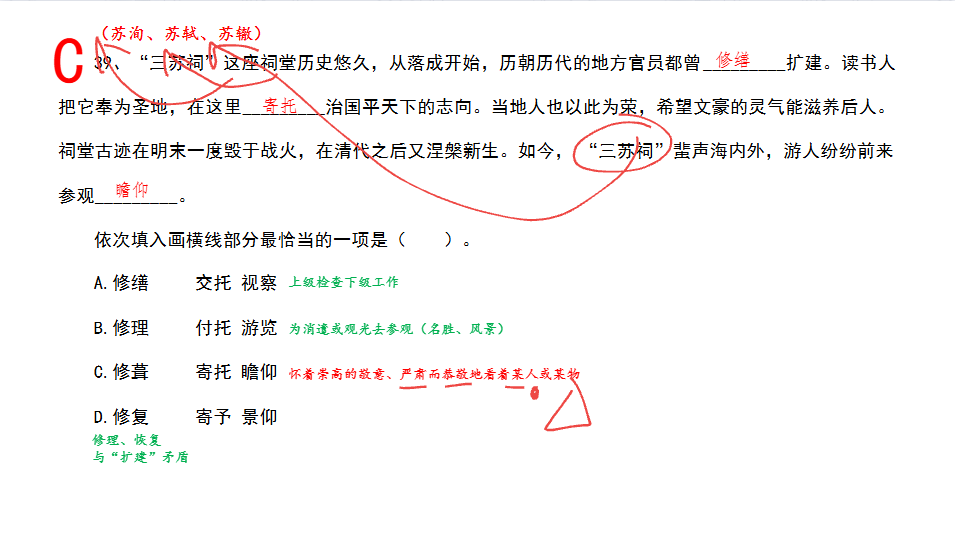 （苏洵、苏轼、苏辙）
C
39、“三苏祠”这座祠堂历史悠久，从落成开始，历朝历代的地方官员都曾__修缮__扩建。读书人
把它奉为圣地，在这里__寄托__治国平天下的志向。当地人也以此为荣，希望文豪的灵气能滋养后人。
祠堂古迹在明末一度毁于战火，在清代之后又涅槃新生。如今，“三苏祠”蜚声海内外，游人纷纷前来
参观__瞻仰__。
依次填入画横线部分最恰当的一项是（　　）。
A.修缮　　交托 视察 上级检查下级工作
B.修理　　付托 游览 为消遣或观光去参观（名胜、风景）
C.修葺　　寄托 瞻仰 怀着崇高的敬意、严肃而恭敬地看着某人或某物
D.修复　　寄予 景仰
修理、恢复
与“扩建”矛盾